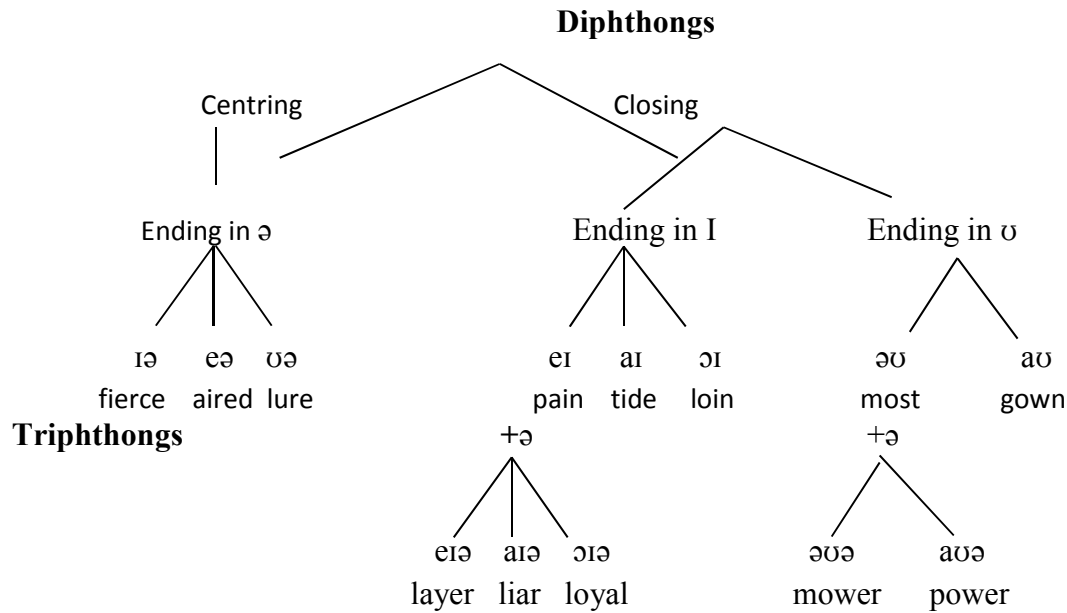 Diphthongs
Centring Closing
Ending in ə Ending in I Ending in ʊ
ɪə eə ʊə eɪ aɪ ɔɪ əʊ aʊ
fierce aired lure pain tide loin most gown
Triphthongs +ə +ə
eɪə aɪə ɔɪə əʊə aʊə
layer liar loyal mower power